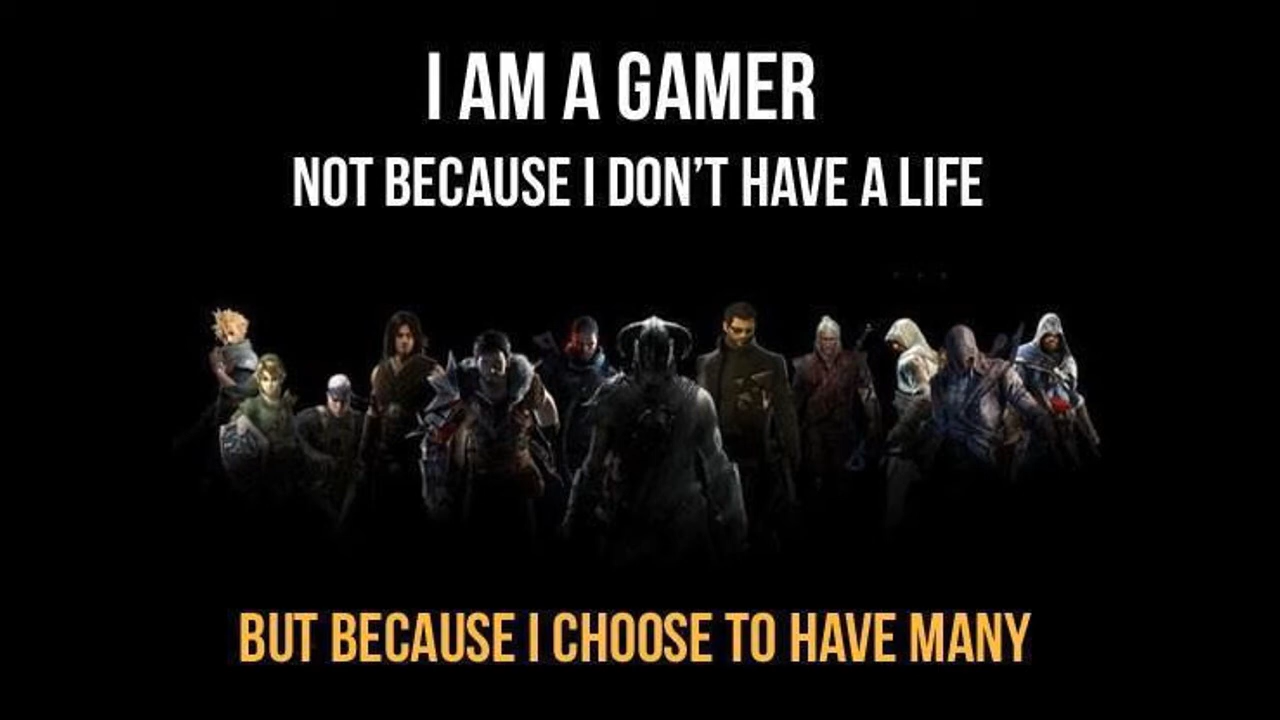 I AM A GAMER
NOT BECAUSE I DON'T HAVE A LIFE
BUT BECAUSE I CHOOSE TO HAVE MANY